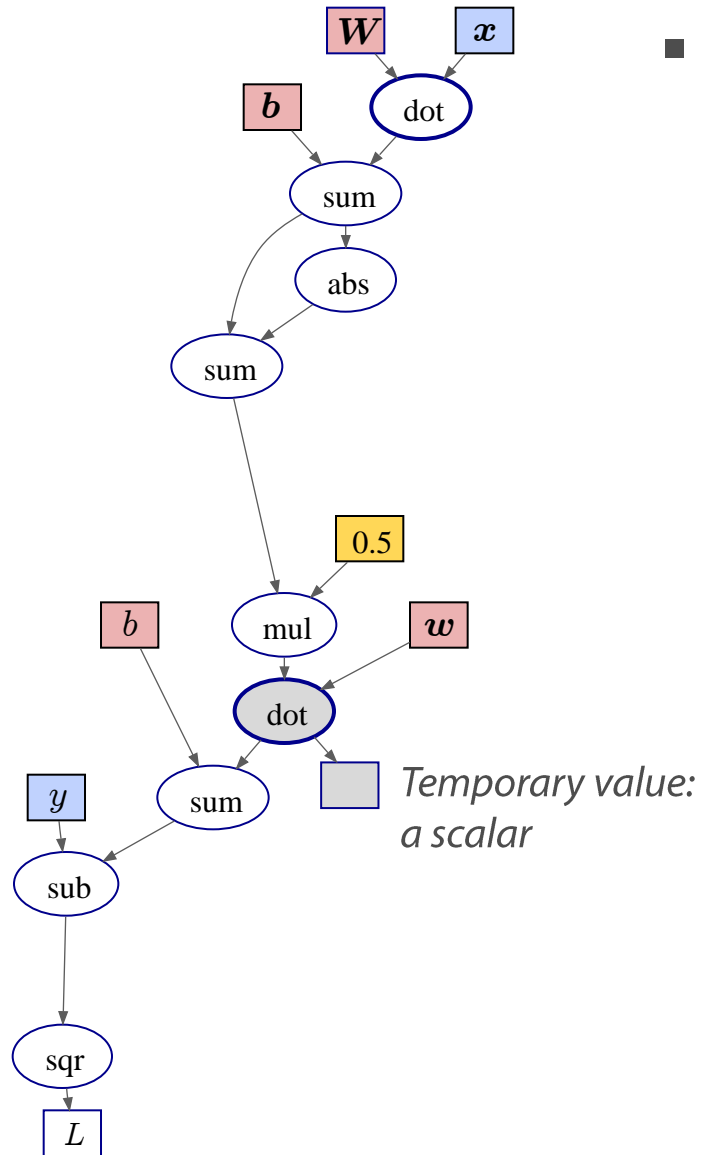 W x
b dot
sum
abs
sum
0.5
b mul w
dot
y sum Temporary value:
a scalar
sub
sqr
L